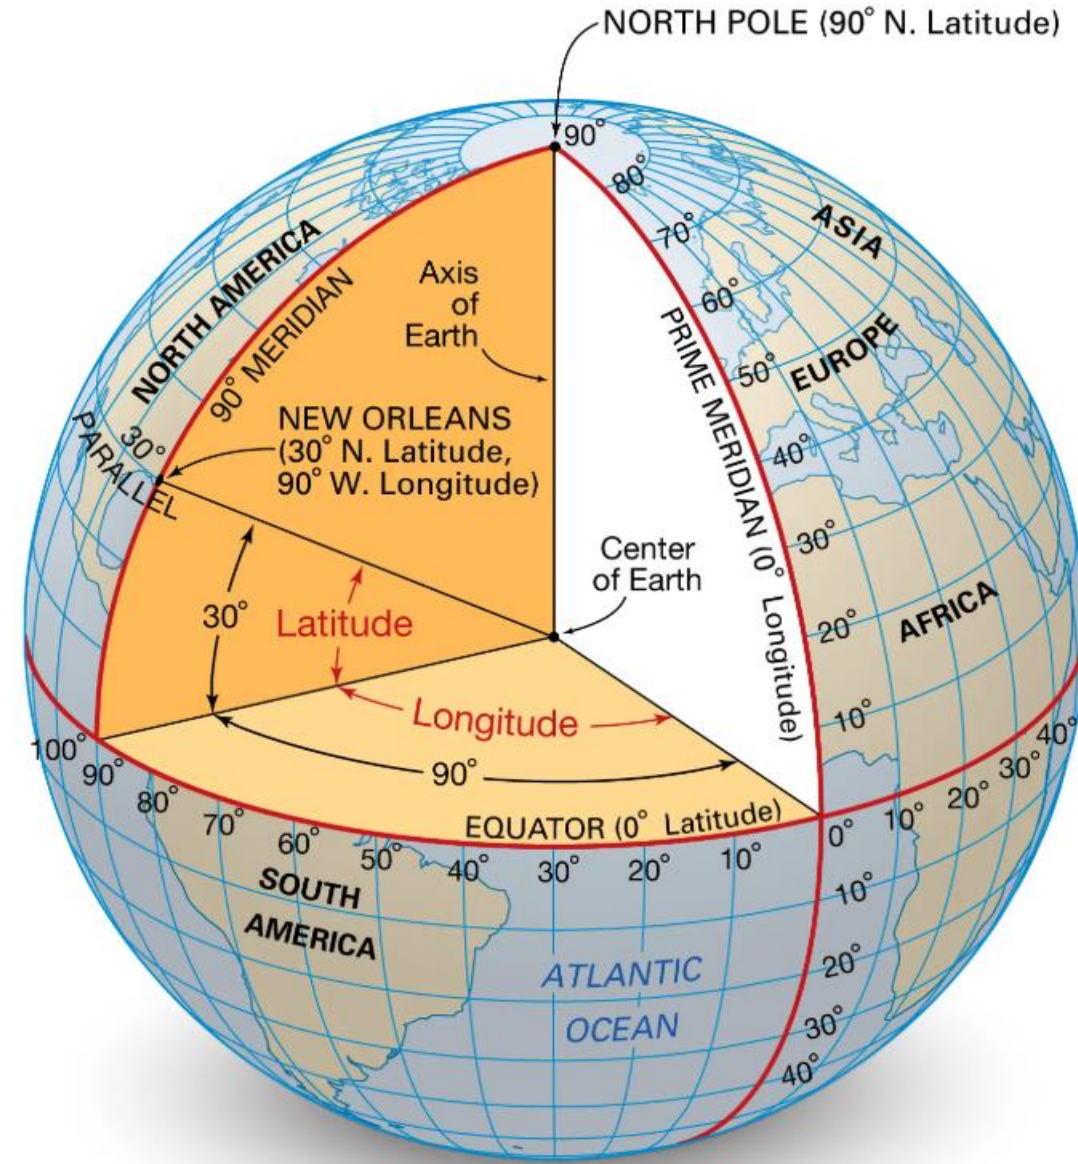 NORTH POLE (90° N. Latitude)
90°
80°
70°
60°
50°
40°
30°
20°
10°
ASIA
EUROPE
AFRICA
NORTH AMERICA
90° MERIDIAN
Axis
of
Earth
PRIME MERIDIAN (0° Longitude)
30°
PARALLEL
NEW ORLEANS
(30° N. Latitude,
90° W. Longitude)
Center
of Earth
30°
Latitude
Longitude
90°
EQUATOR (0° Latitude)
100°
90°
80°
70°
60°
50°
40°
30°
20°
10°
0°
10°
20°
30°
40°
10°
20°
30°
40°
SOUTH
AMERICA
ATLANTIC
OCEAN